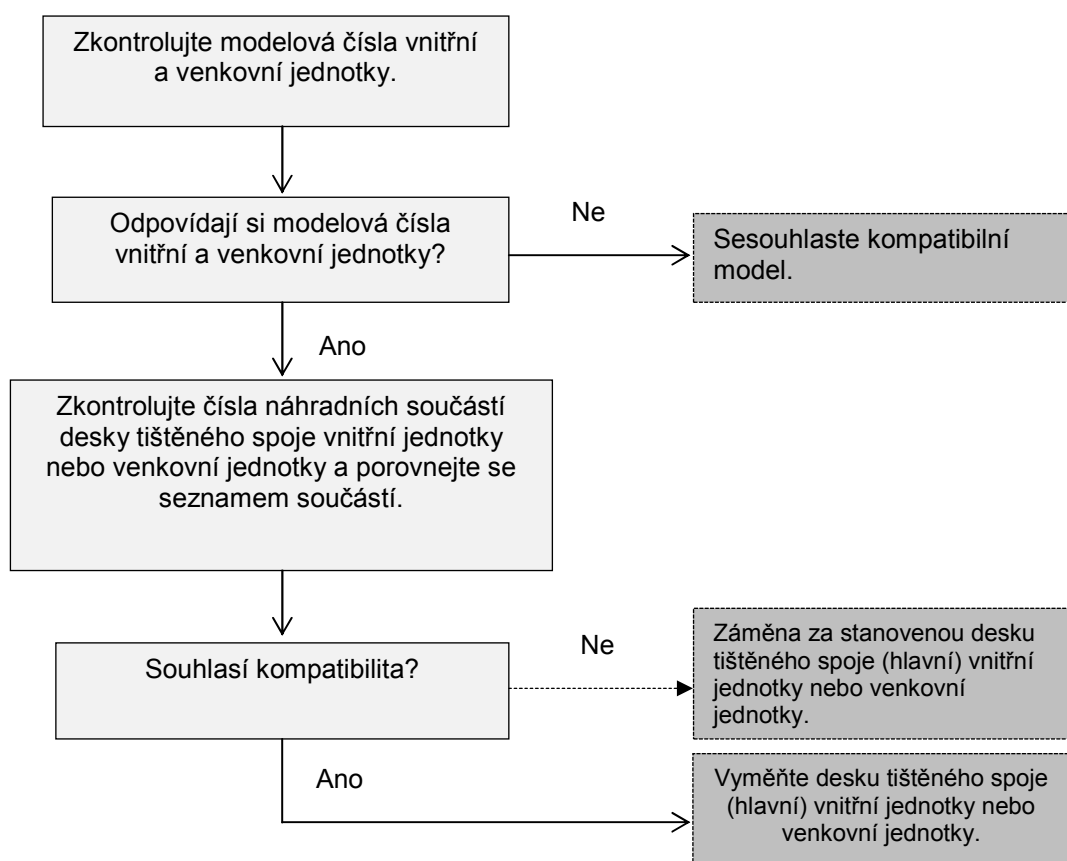 Zkontrolujte modelová čísla vnitřní
a venkovní jednotky.
Odpovídají si modelová čísla
vnitřní a venkovní jednotky?
Ne
Sesouhlaste kompatibilní
model.
Ano
Zkontrolujte čísla náhradních součástí
desky tištěného spoje vnitřní jednotky
nebo venkovní jednotky a porovnejte se
seznamem součástí.
Souhlasí kompatibilita?
Ne
Záměna za stanovenou desku
tištěného spoje (hlavní) vnitřní
jednotky nebo venkovní
jednotky.
Ano
Vyměňte desku tištěného spoje
(hlavní) vnitřní jednotky nebo
venkovní jednotky.